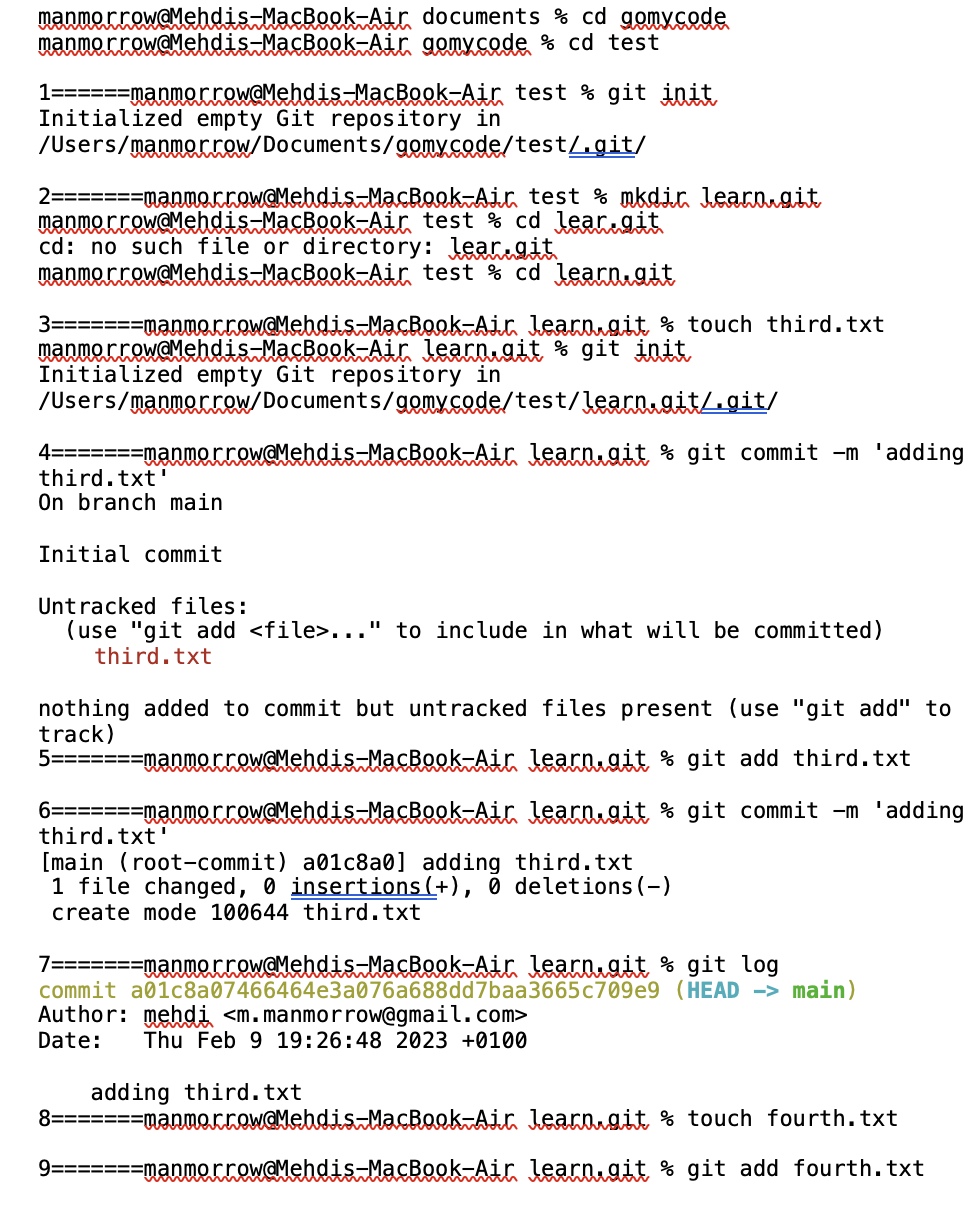 manmorrow@Mehdis-MacBook-Air documents % cd gomycode
manmorrow@Mehdis-MacBook-Air gomycode % cd test
1======manmorrow@Mehdis-MacBook-Air test % git init
Initialized empty Git repository in
/Users/manmorrow/Documents/gomycode/test/.git/
2=======manmorrow@Mehdis-MacBook-Air test % mkdir learn.git
manmorrow@Mehdis-MacBook-Air test % cd lear.git
cd: no such file or directory: lear.git
manmorrow@Mehdis-MacBook-Air test % cd learn.git
3=======manmorrow@Mehdis-MacBook-Air learn.git % touch third.txt
manmorrow@Mehdis-MacBook-Air learn.git % git init
Initialized empty Git repository in
/Users/manmorrow/Documents/gomycode/test/learn.git/.git/
4=======manmorrow@Mehdis-MacBook-Air learn.git % git commit -m 'adding
third.txt'
On branch main
Initial commit
Untracked files:
  (use "git add <file>..." to include in what will be committed)
    third.txt
nothing added to commit but untracked files present (use "git add" to
track)
5=======manmorrow@Mehdis-MacBook-Air learn.git % git add third.txt
6=======manmorrow@Mehdis-MacBook-Air learn.git % git commit -m 'adding
third.txt'
[main (root-commit) a01c8a0] adding third.txt
 1 file changed, 0 insertions(+), 0 deletions(-)
 create mode 100644 third.txt
7=======manmorrow@Mehdis-MacBook-Air learn.git % git log
commit a01c8a07466464e3a076a688dd7baa3665c709e9 (HEAD -> main)
Author: mehdi <m.manmorrow@gmail.com>
Date:   Thu Feb 9 19:26:48 2023 +0100
    adding third.txt
8=======manmorrow@Mehdis-MacBook-Air learn.git % touch fourth.txt
9=======manmorrow@Mehdis-MacBook-Air learn.git % git add fourth.txt